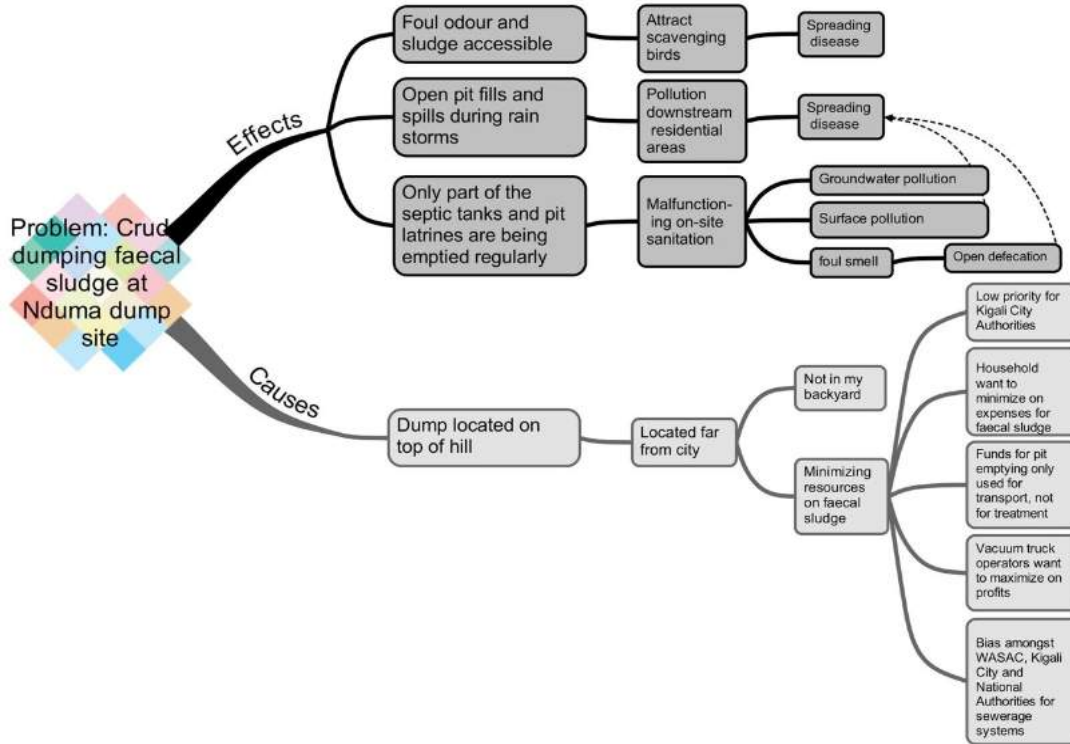 Effects
Foul odour and
sludge accessible
Attract
scavenging
birds
Spreading
disease
Open pit fills and
spills during rain
storms
Pollution
downstream
residential
areas
Spreading
disease
Only part of the
septic tanks and pit
latrines are being
emptied regularly
Malfunction-
ing on-site
sanitation
Groundwater pollution
Surface pollution
foul smell
Open defecation
Problem: Crud
dumping faecal
sludge at
Nduma dump
site
Causes
Dump located on
top of hill
Located far
from city
Not in my
backyard
Minimizing
resources
on faecal
sludge
Low priority for
Kigali City
Authorities
Household
want to
minimize on
expenses for
faecal sludge
Funds for pit
emptying only
used for
transport, not
for treatment
Vacuum truck
operators want
to maximize on
profits
Bias amongst
WASAC, Kigali
City and
National
Authorities for
sewerage
systems